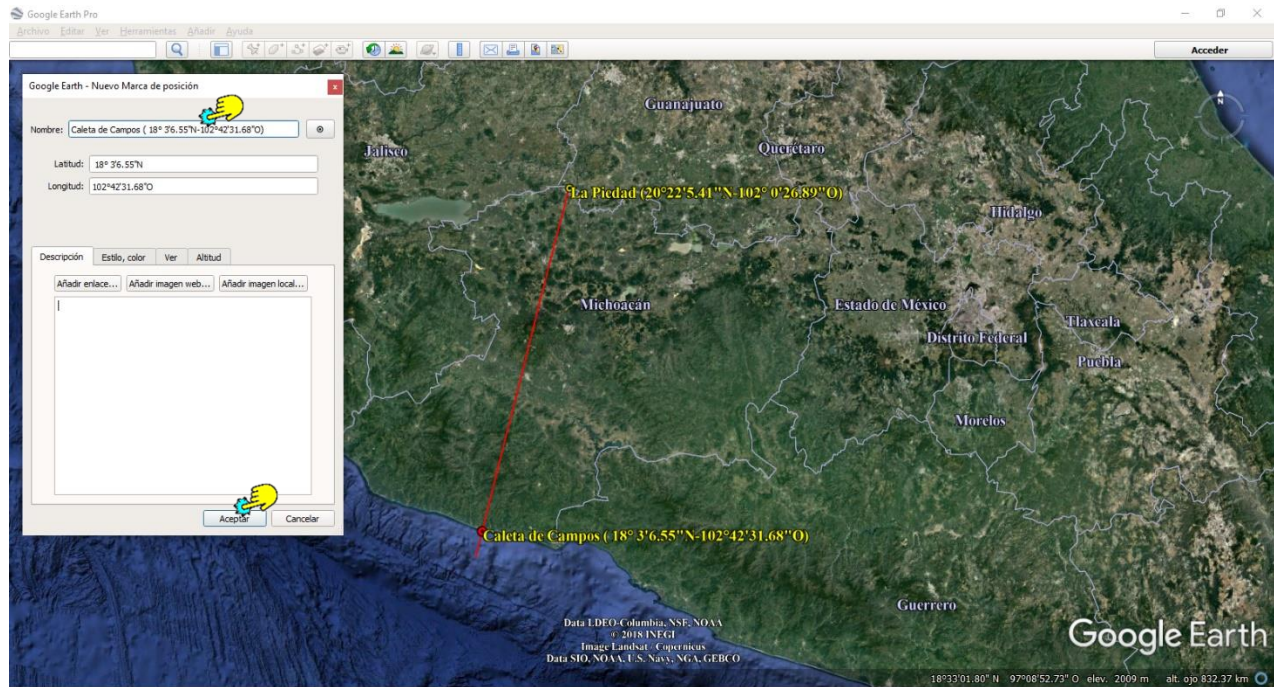 Google Earth Pro
Archivo Editar Ver Herramientas Añadir Ayuda
Acceder
Google Earth - Nuevo Marca de posición
x
Nombre: Caleta de Campos ( 18° 3'6.55"N-102°42'31.68"O)
Latitud: 18° 3'6.55"N
Longitud: 102°42'31.68"O
Descripción Estilo, color Ver Altitud
Añadir enlace... Añadir imagen web... Añadir imagen local...
Aceptar Cancelar
Guanajuato
N
Jalisco
Querétaro
La Piedad (20°22'5.41"N-102° 0'26.89"O)
Hidalgo
Michoacán
Estado de México
Tlaxcala
Distrito Federal
Puebla
Morelos
Caleta de Campos ( 18° 3'6.55"N-102°42'31.68"O)
Guerrero
Data LDEO-Columbia, NSF, NOAA
© 2018 INEGI
Image Landsat / Copernicus
Data SIO, NOAA, U.S. Navy, NGA, GEBCO
Google Earth
18°33'01.80" N 97°08'52.73" O elev. 2009 m alt. ojo 832.37 km